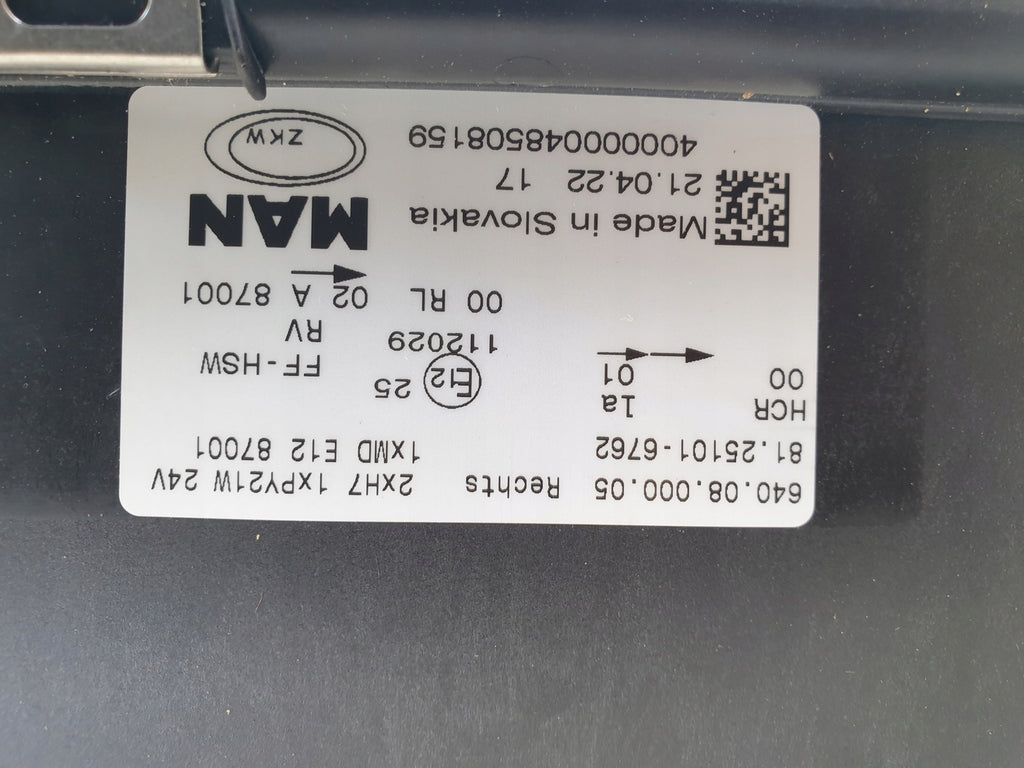 640.08.000.05 Rechts 2xH7 1xPY21W 24V
81.25101-6762 1xMD E12 87001
HCR 1a E12 25 FF-HSW
00 01 112029 RV
00 RL 02 A 87001
Made in Slovakia MAN
21.04.22 17
400000048508159 ZKW